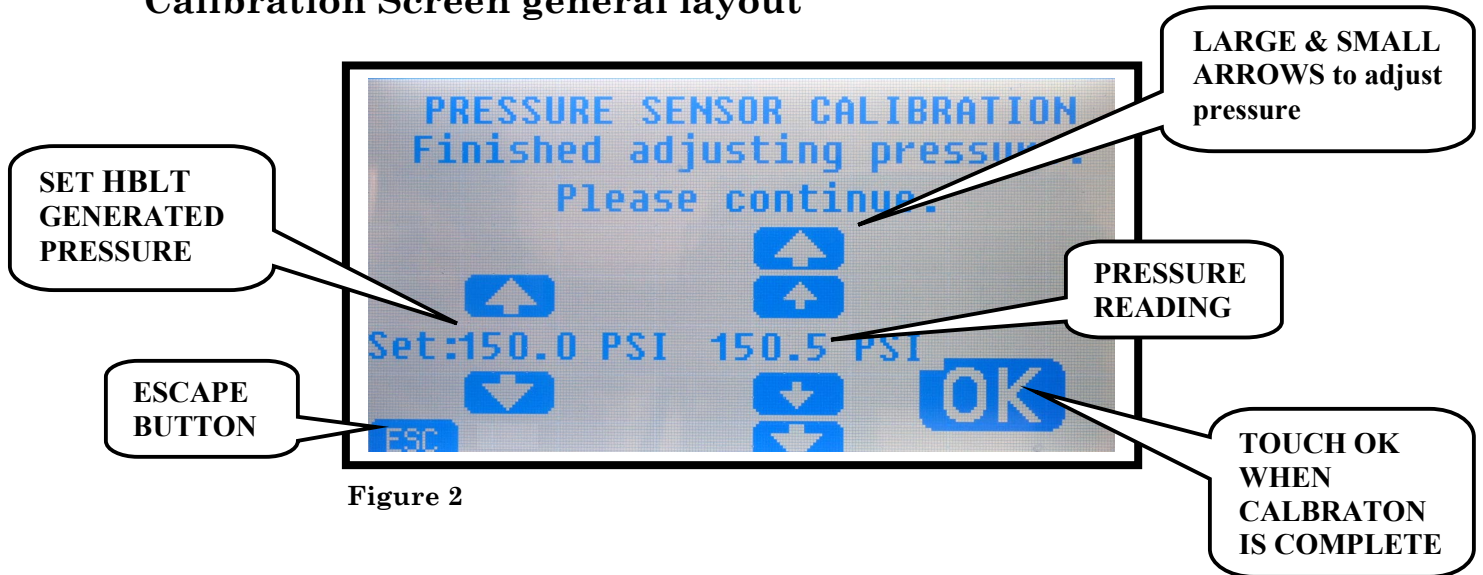 Calibration Screen general layout
LARGE & SMALL
ARROWS to adjust
pressure
PRESSURE SENSOR CALIBRATION
Finished adjusting
Please continue.
SET HBLT
GENERATED
PRESSURE
PRESSURE
READING
Set:150.0 PSI 150.5 PSI
ESCAPE
BUTTON
ESC
OK
TOUCH OK
WHEN
CALBRATON
IS COMPLETE
Figure 2